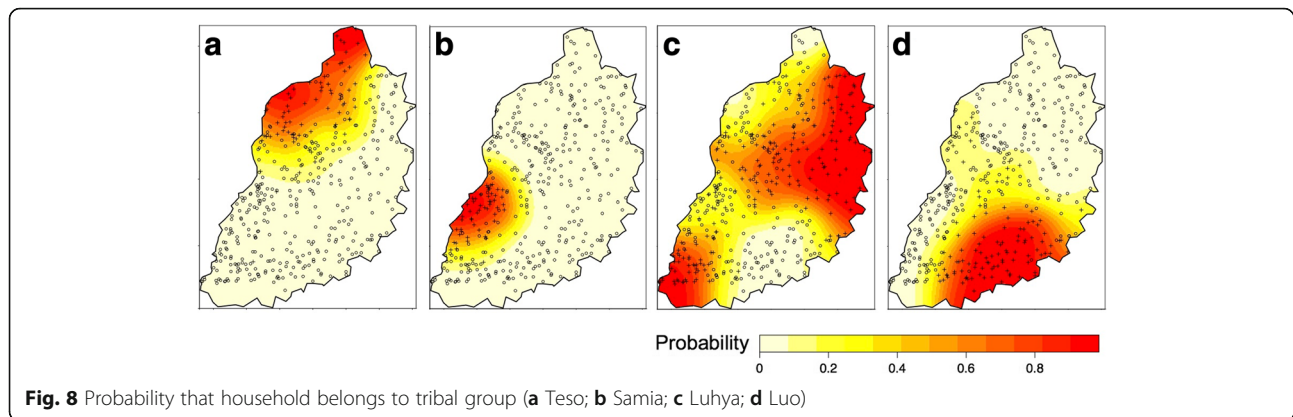 a b c d
Probability
0 0.2 0.4 0.6 0.8
Fig. 8 Probability that household belongs to tribal group (a Teso; b Samia; c Luhya; d Luo)